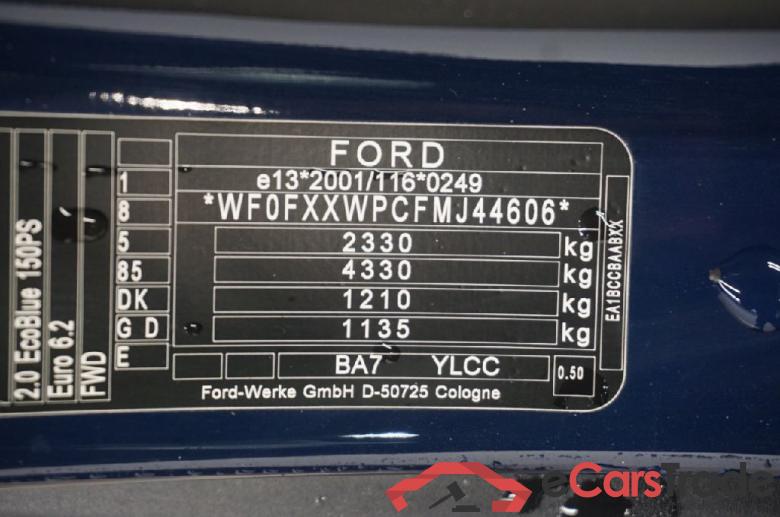 FORD
e13*2001/116*0249
*WF0FXXWPCFMJ44606*
2330 kg
4330 kg
1210 kg
1135 kg
BA7 YLCC 0.50
Ford-Werke GmbH D-50725 Cologne
1
8
5
85
DK
G D
E
2.0 EcoBlue 150PS
Euro 6.2
FWD
EA1BCCBAABXX
eCarsTrade